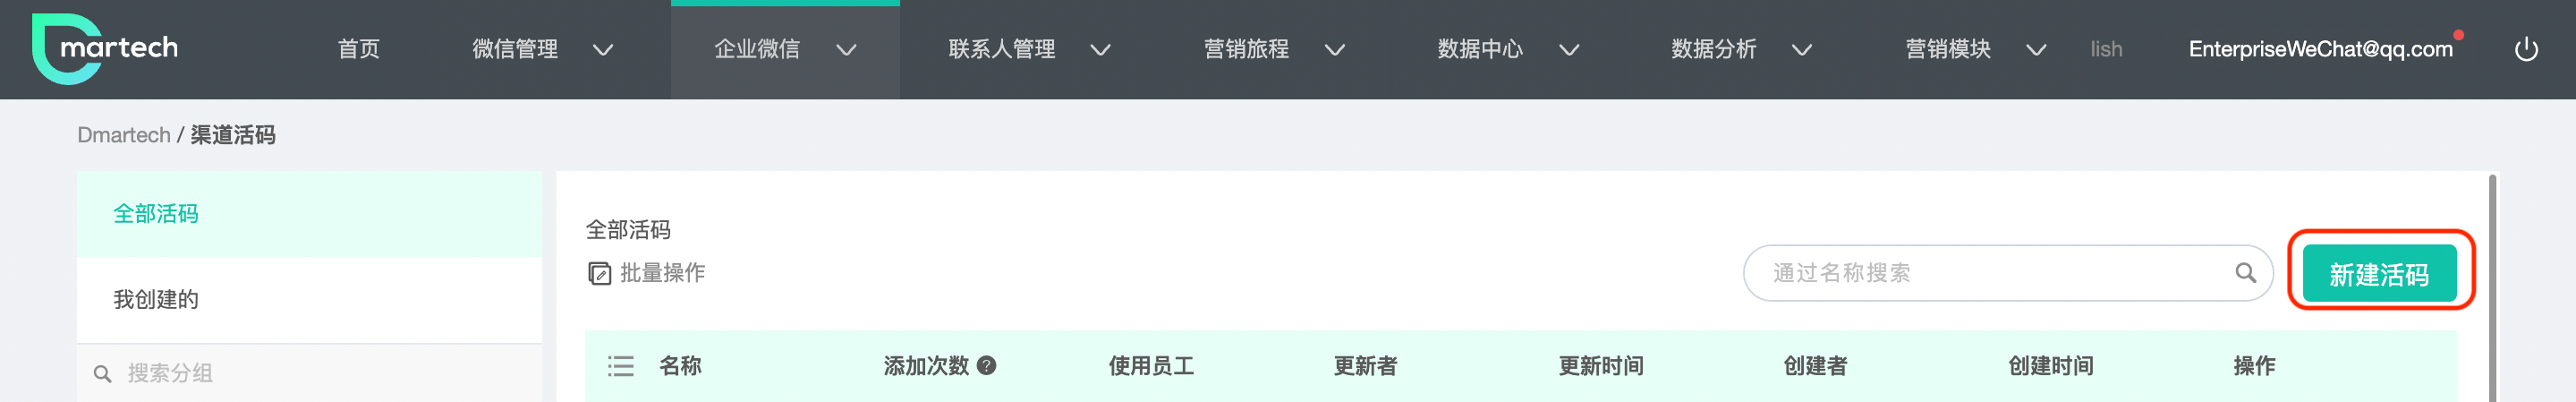 martech 首页 微信管理 企业微信 联系人管理 营销旅程 数据中心 数据分析 营销模块 lish EnterpriseWeChat@qq.com
Dmartech / 渠道活码
全部活码
我创建的
搜索分组
全部活码
批量操作 通过名称搜索 新建活码
名称 添加次数 ? 使用员工 更新者 更新时间 创建者 创建时间 操作